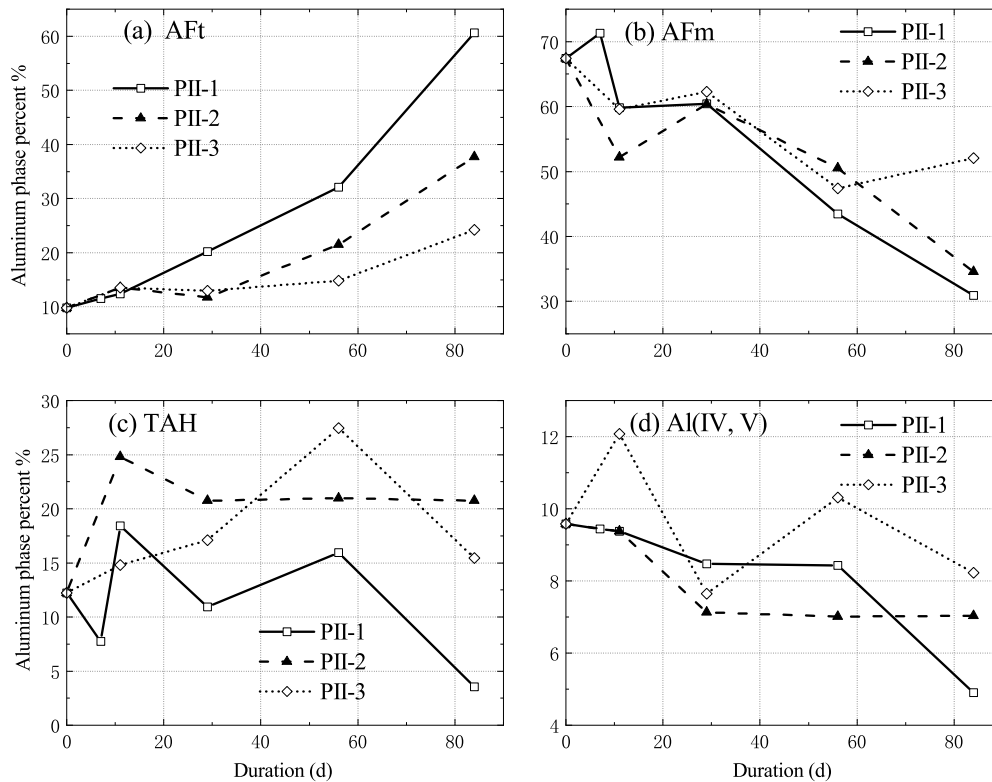 (a) AFt
PII-1
PII-2
PII-3
Aluminum phase percent %
60
50
40
30
20
10
0
20
40
60
80
(b) AFm
PII-1
PII-2
PII-3
70
60
50
40
30
0
20
40
60
80
(c) TAH
PII-1
PII-2
PII-3
Aluminum phase percent %
30
25
20
15
10
5
0
0
20
40
60
80
Duration (d)
(d) Al(IV, V)
PII-1
PII-2
PII-3
12
10
8
6
4
0
20
40
60
80
Duration (d)